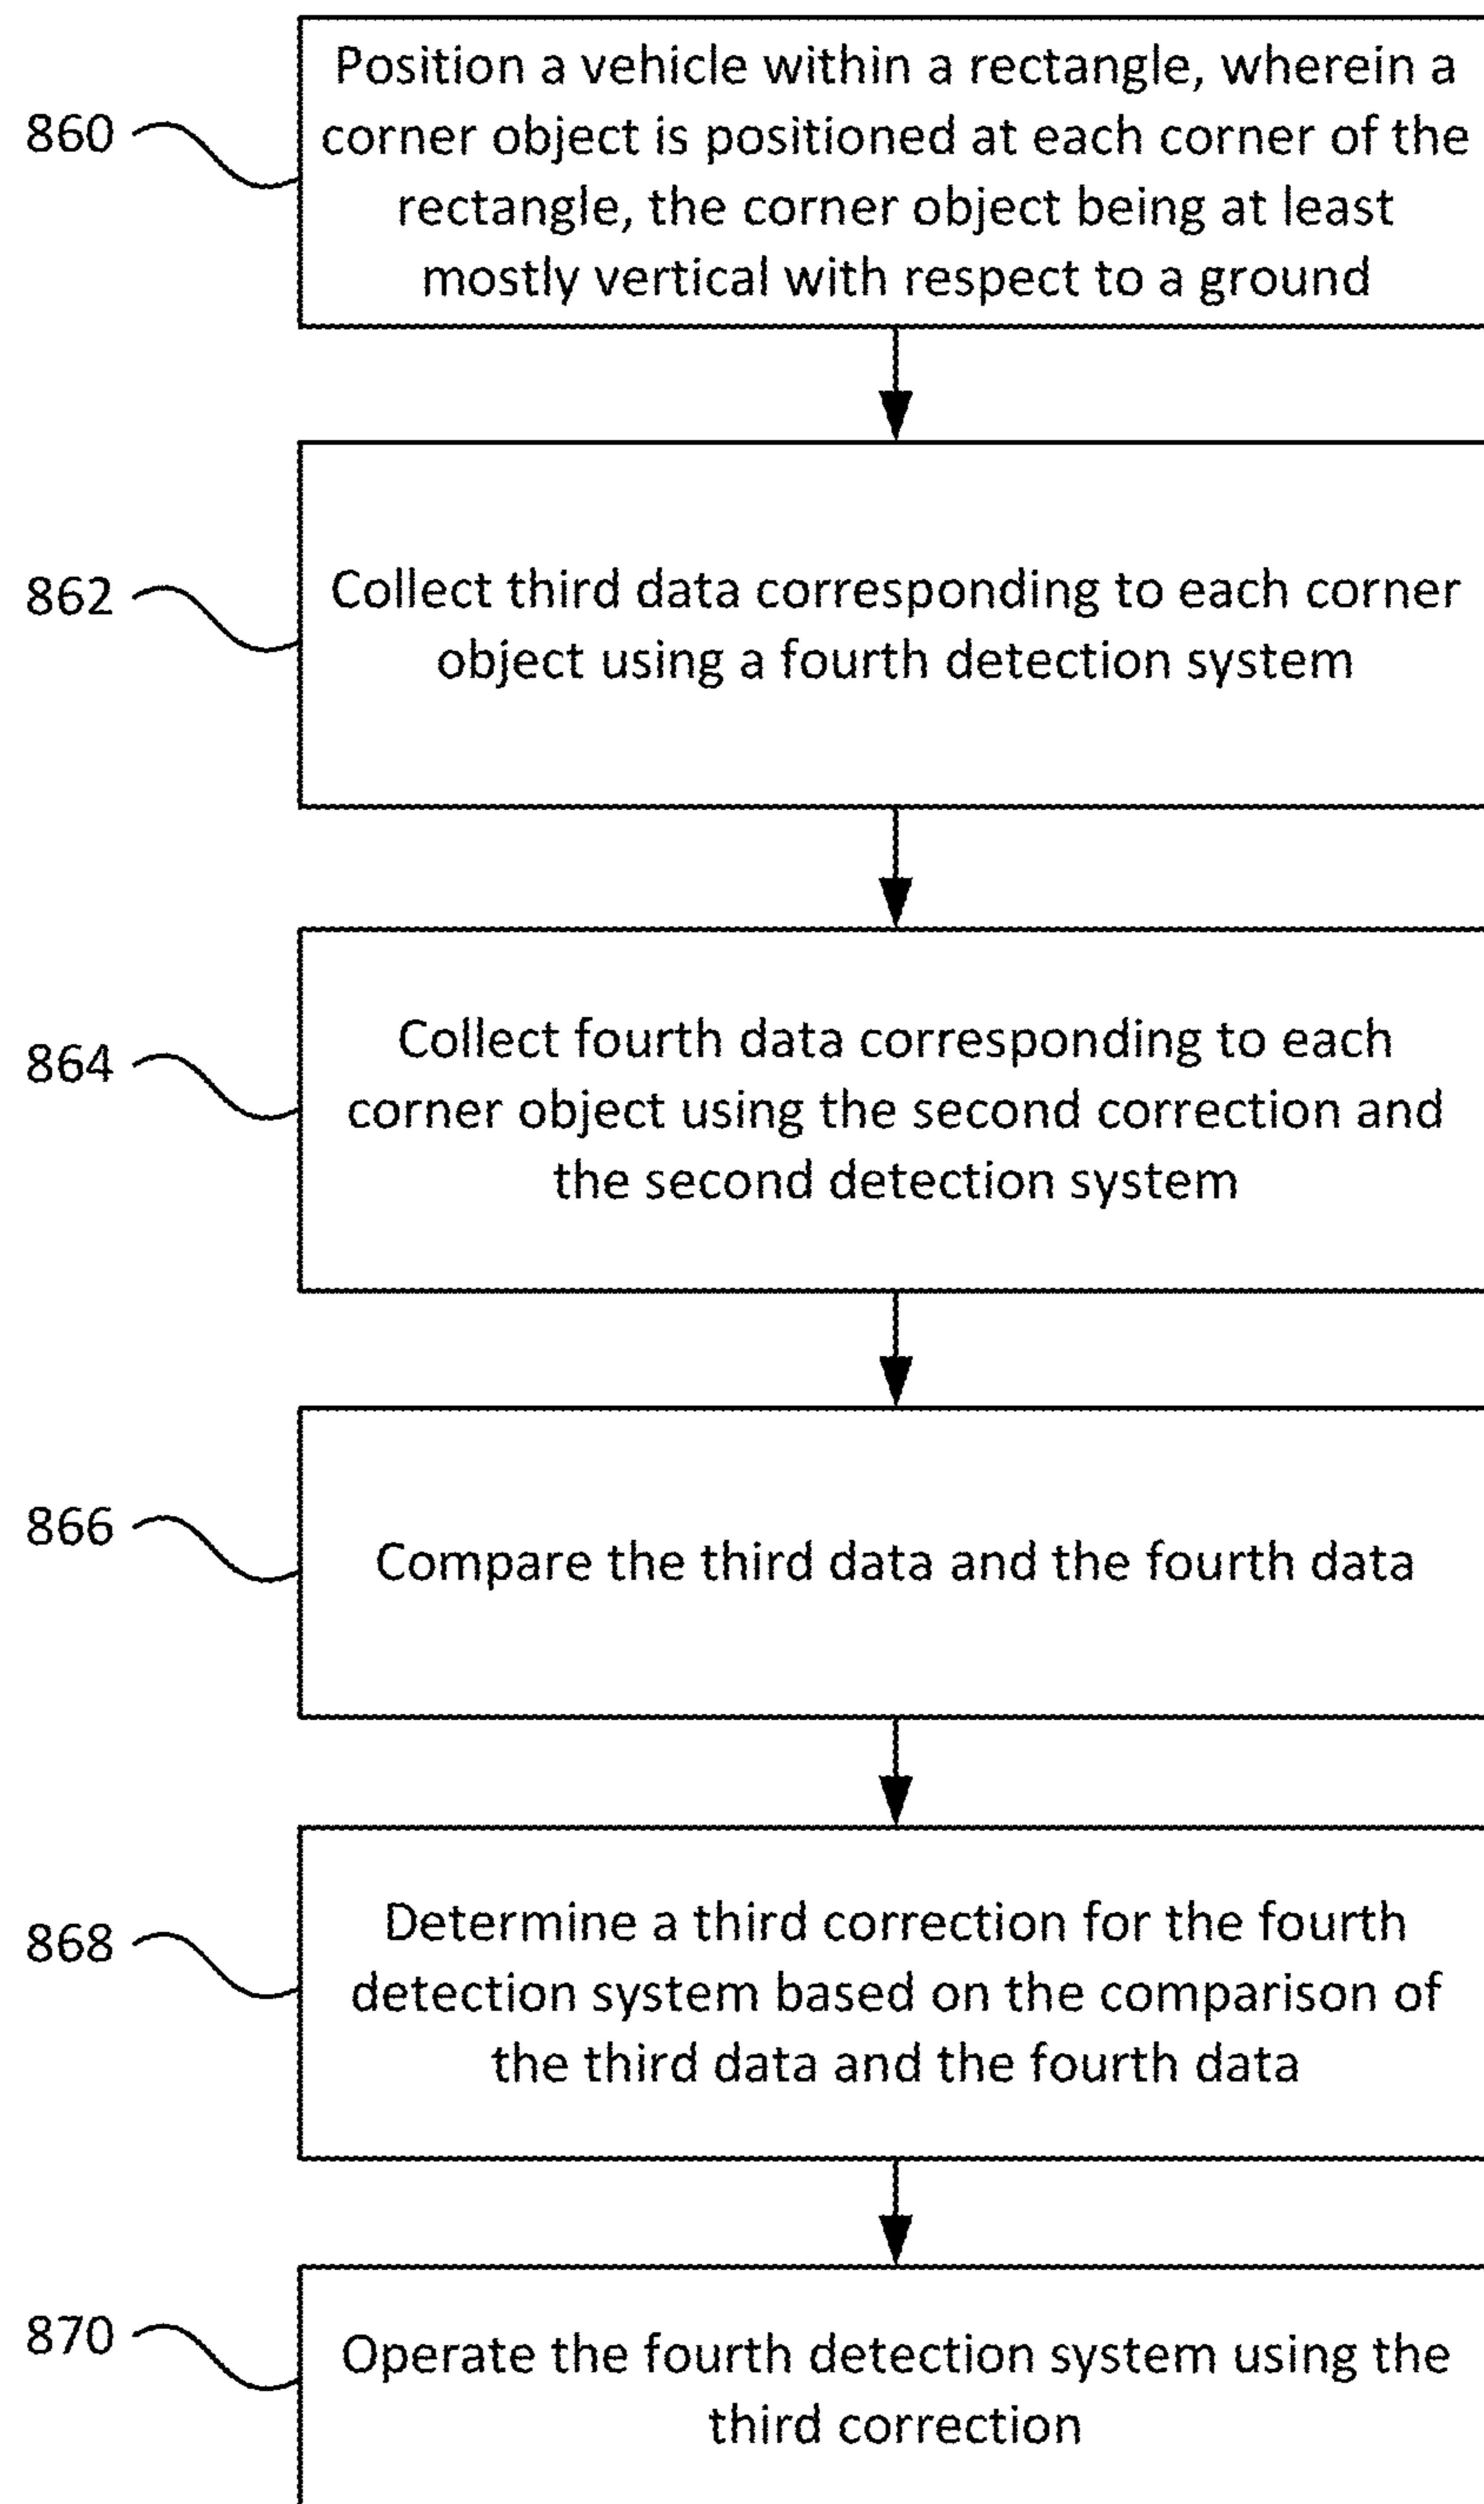 860
Position a vehicle within a rectangle, wherein a
corner object is positioned at each corner of the
rectangle, the corner object being at least
mostly vertical with respect to a ground
862
Collect third data corresponding to each corner
object using a fourth detection system
864
Collect fourth data corresponding to each
corner object using the second correction and
the second detection system
866
Compare the third data and the fourth data
868
Determine a third correction for the fourth
detection system based on the comparison of
the third data and the fourth data
870
Operate the fourth detection system using the
third correction